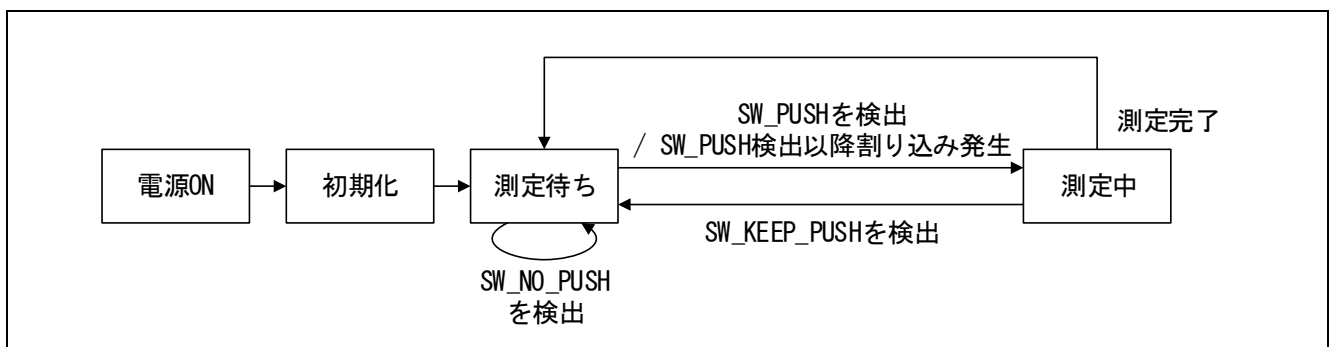 SW_PUSHを検出
/ SW_PUSH検出以降割り込み発生
測定完了
電源ON
初期化
測定待ち
測定中
SW_KEEP_PUSHを検出
SW_NO_PUSH
を検出